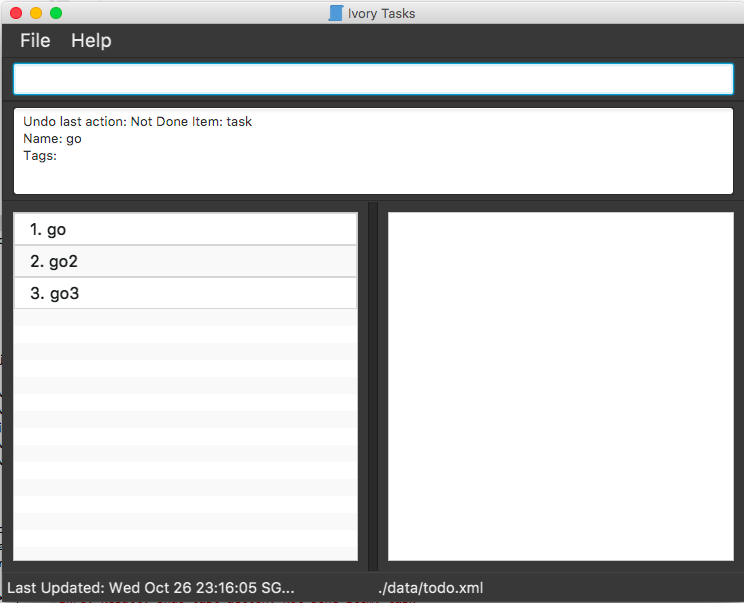 Ivory Tasks
File Help
Undo last action: Not Done Item: task
Name: go
Tags:
1. go
2. go2
3. go3
Last Updated: Wed Oct 26 23:16:05 SG...
./data/todo.xml